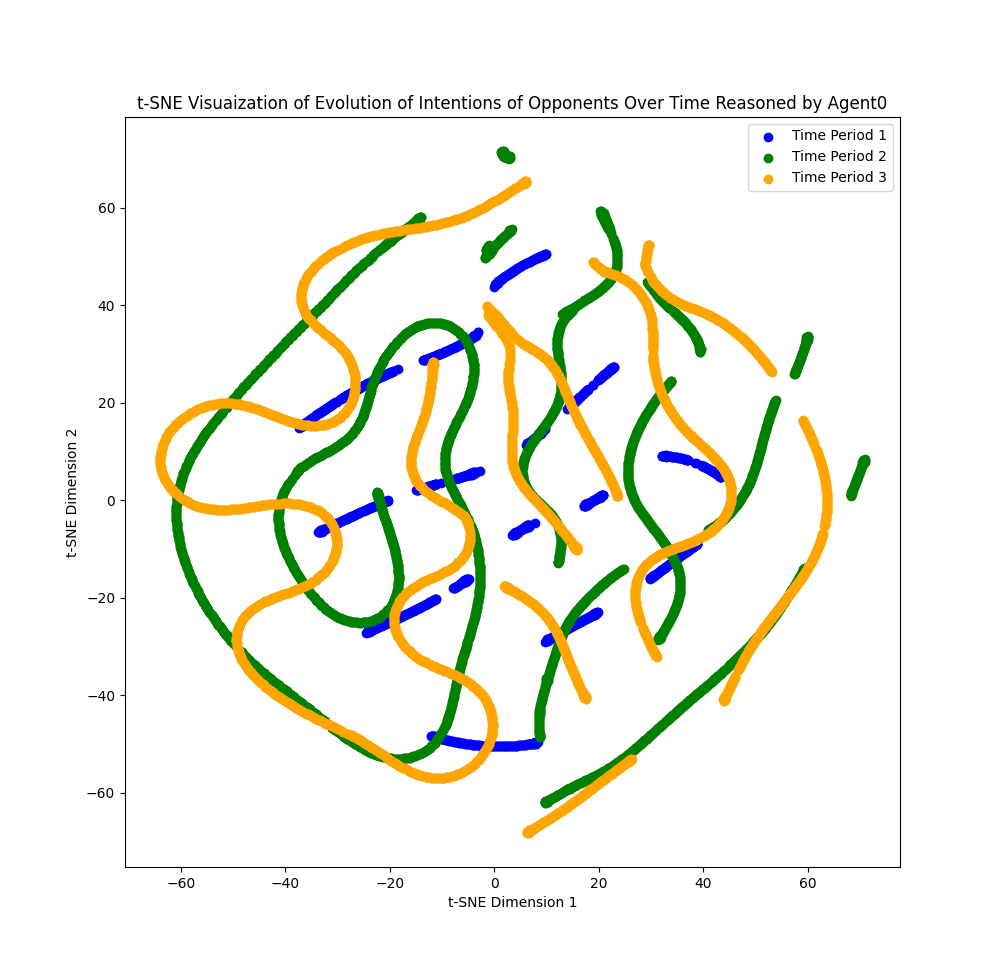 t-SNE Visuaization of Evolution of Intentions of Opponents Over Time Reasoned by Agent0
Time Period 1
Time Period 2
Time Period 3
t-SNE Dimension 2
60
40
20
0
−20
−40
−60
−60 −40 −20 0 20 40 60
t-SNE Dimension 1